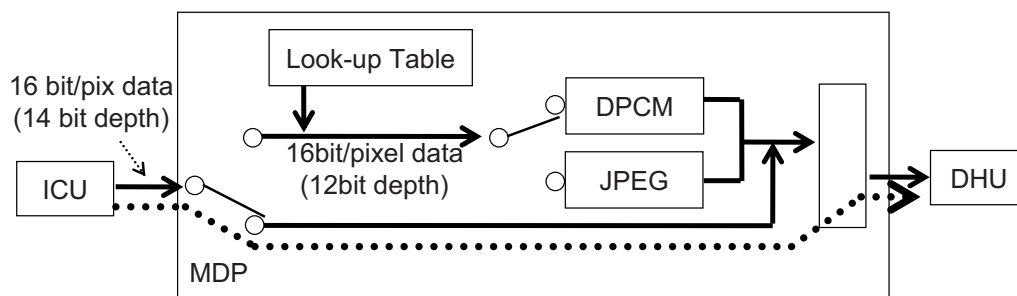 Look-up Table
16 bit/pix data
(14 bit depth)
DPCM
16bit/pixel data
(12bit depth)
JPEG
ICU
DHU
MDP